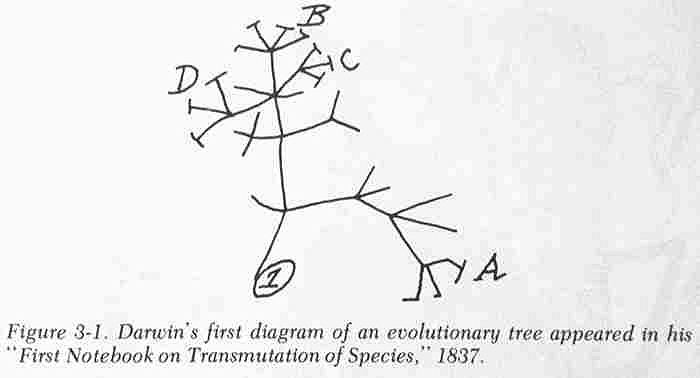 B
C
D
A
1
Figure 3-1. Darwin's first diagram of an evolutionary tree appeared in his
"First Notebook on Transmutation of Species," 1837.